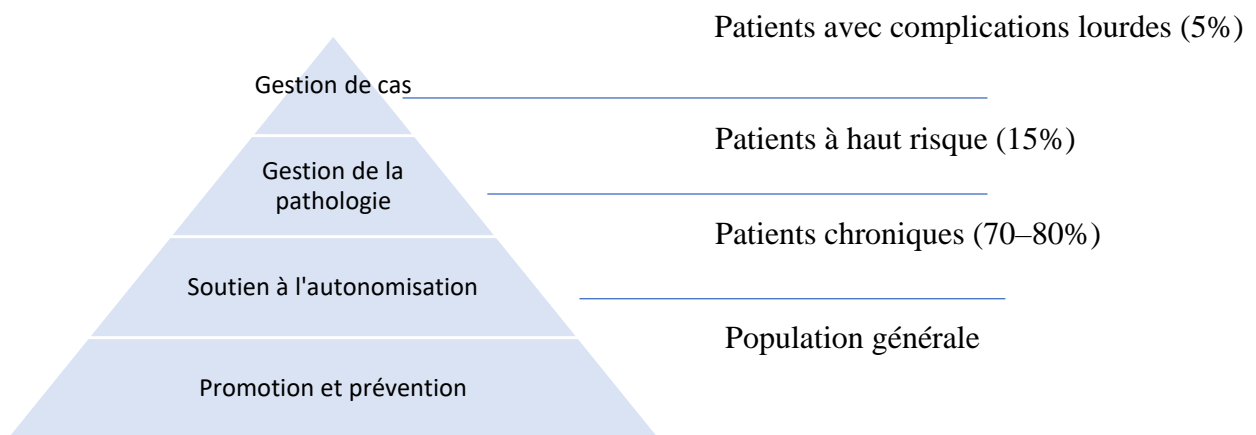 Patients avec complications lourdes (5%)
Gestion de cas
Patients à haut risque (15%)
Gestion de la
pathologie
Patients chroniques (70–80%)
Soutien à l'autonomisation
Population générale
Promotion et prévention